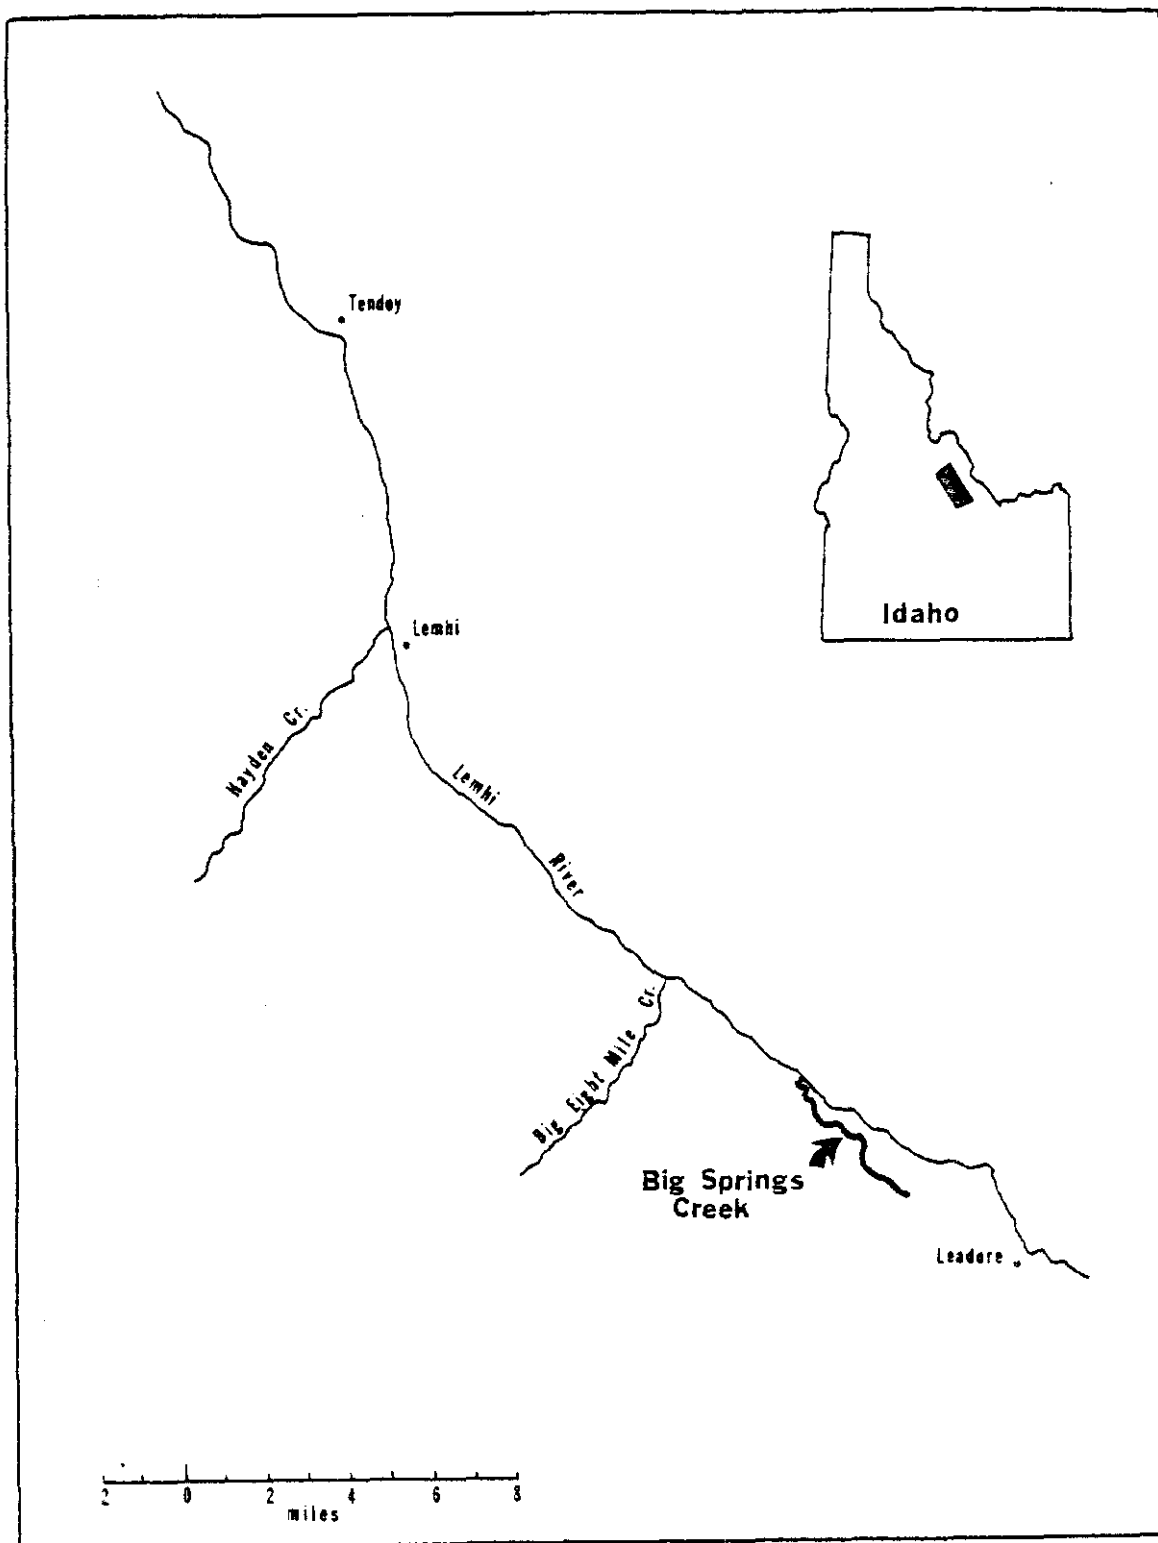 Tendoy
Lemhi
Hayden Cr.
Lemhi River
Big Eight Mile Cr.
Big Springs
Creek
Leadore
Idaho
2 0 2 4 6 8
miles